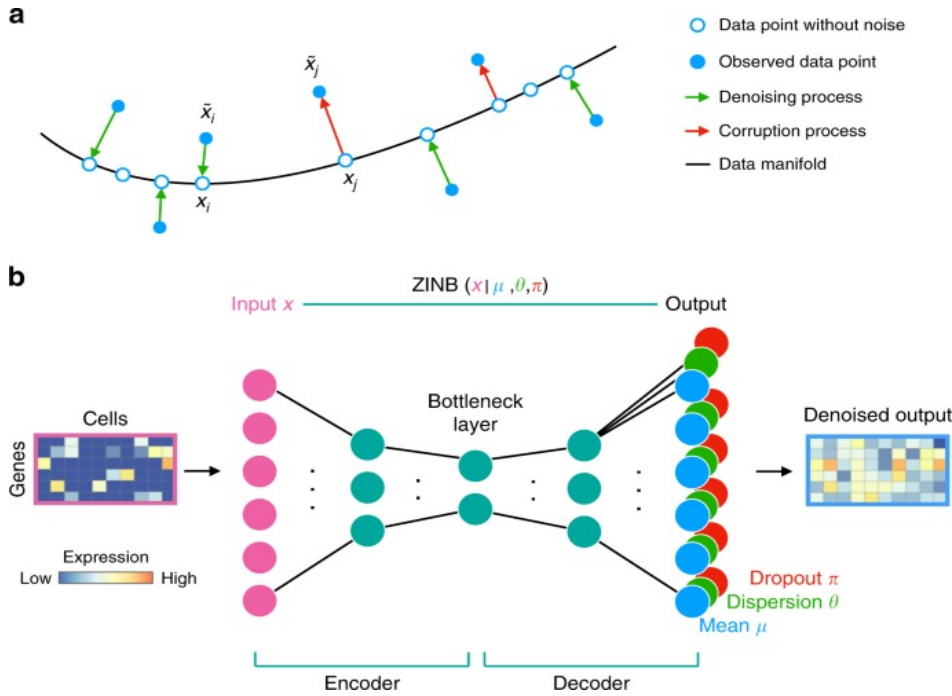 a
Data point without noise
Observed data point
Denoising process
Corruption process
Data manifold
x̃ᵢ
x̃ⱼ
xᵢ
xⱼ
b
ZINB (x| μ ,θ,π)
Input x
Output
Cells
Genes
Bottleneck
layer
Denoised output
Expression
Low
High
Dropout π
Dispersion θ
Mean μ
Encoder
Decoder